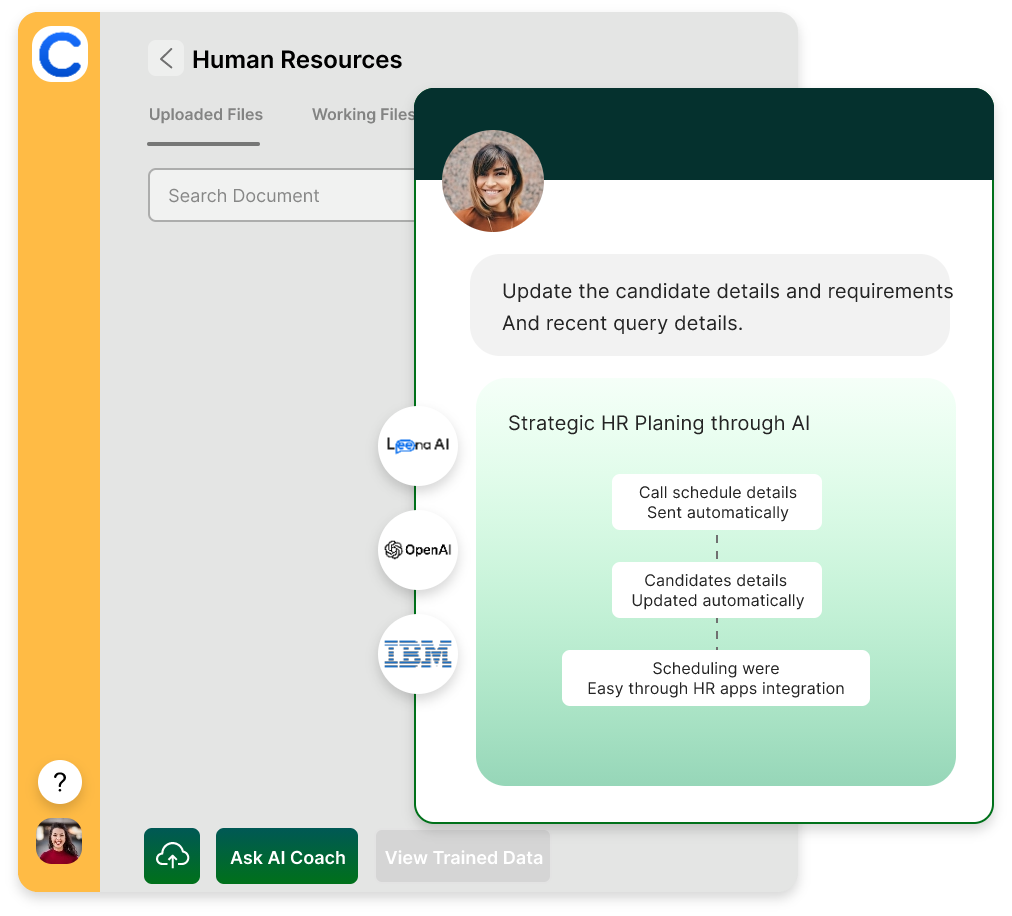 C
Human Resources
Uploaded Files
Working Files
Search Document
Update the candidate details and requirements
And recent query details.
Strategic HR Planing through AI
Leena AI
Call schedule details
Sent automatically
OpenAI
Candidates details
Updated automatically
IBM
Scheduling were
Easy through HR apps integration
?
Ask AI Coach
View Trained Data